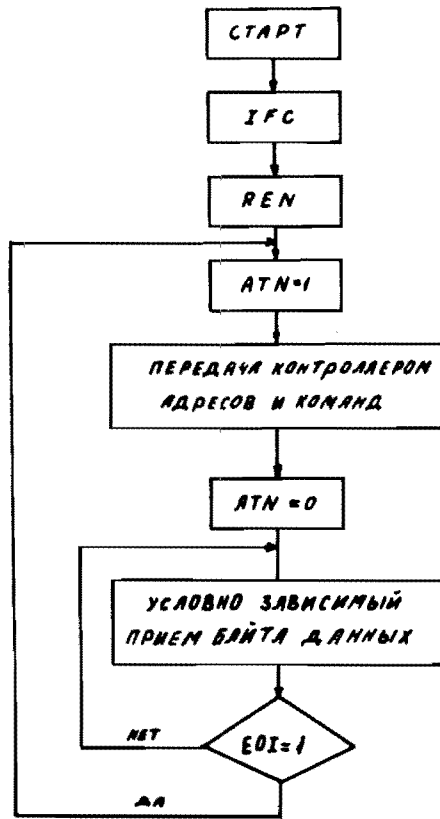 СТАРТ
IFC
REN
ATN=1
ПЕРЕДАЧА КОНТРОЛЛЕРОМ
АДРЕСОВ И КОМАНД
ATN=0
УСЛОВНО ЗАВИСИМЫЙ
ПРИЕМ БАЙТА ДАННЫХ
НЕТ
EOI=1
ДА